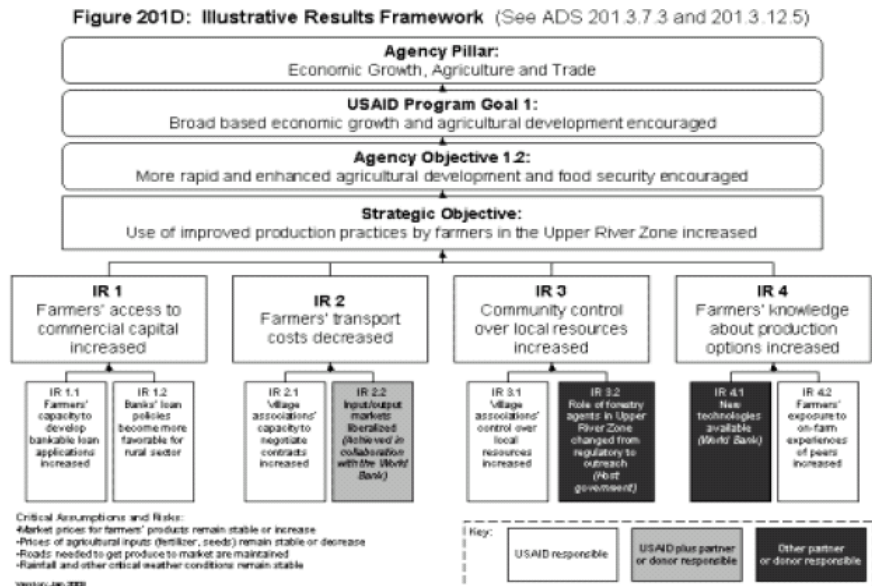 Figure 201D: Illustrative Results Framework (See ADS 201.3.7.3 and 201.3.12.5)
Agency Pillar:
Economic Growth, Agriculture and Trade
USAID Program Goal 1:
Broad based economic growth and agricultural development encouraged
Agency Objective 1.2:
More rapid and enhanced agricultural development and food security encouraged
Strategic Objective:
Use of improved production practices by farmers in the Upper River Zone increased
IR 1
Farmers' access to
commercial capital
increased
IR 2
Farmers' transport
costs decreased
IR 3
Community control
over local resources
increased
IR 4
Farmers' knowledge
about production
options increased
IR 1.1
Farmers'
capacity to
develop
bankable loan
applications
increased
IR 1.2
Banks' loan
policies
become more
favorable for
rural sector
IR 2.1
Village
associations'
capacity to
negotiate
contracts
increased
IR 2.2
Input/output
markets
liberalized
(Achieved in
collaboration
with the World
Bank)
IR 3.1
Village
associations'
control over
local
resources
increased
IR 3.2
Role of forestry
agents in Upper
River Zone
changed from
regulatory to
outreach
(Host
government)
IR 4.1
New
technologies
available
(World Bank)
IR 4.2
Farmers'
exposure to
on-farm
experiences
of peers
increased
Critical Assumptions and Risks:
•Market prices for farmers' products remain stable or increase
•Prices of agricultural inputs (fertilizer, seeds) remain stable or decrease
•Roads needed to get produce to market are maintained
•Rainfall and other critical weather conditions remain stable
Key:
USAID responsible
USAID plus partner
or donor responsible
Other partner
or donor responsible